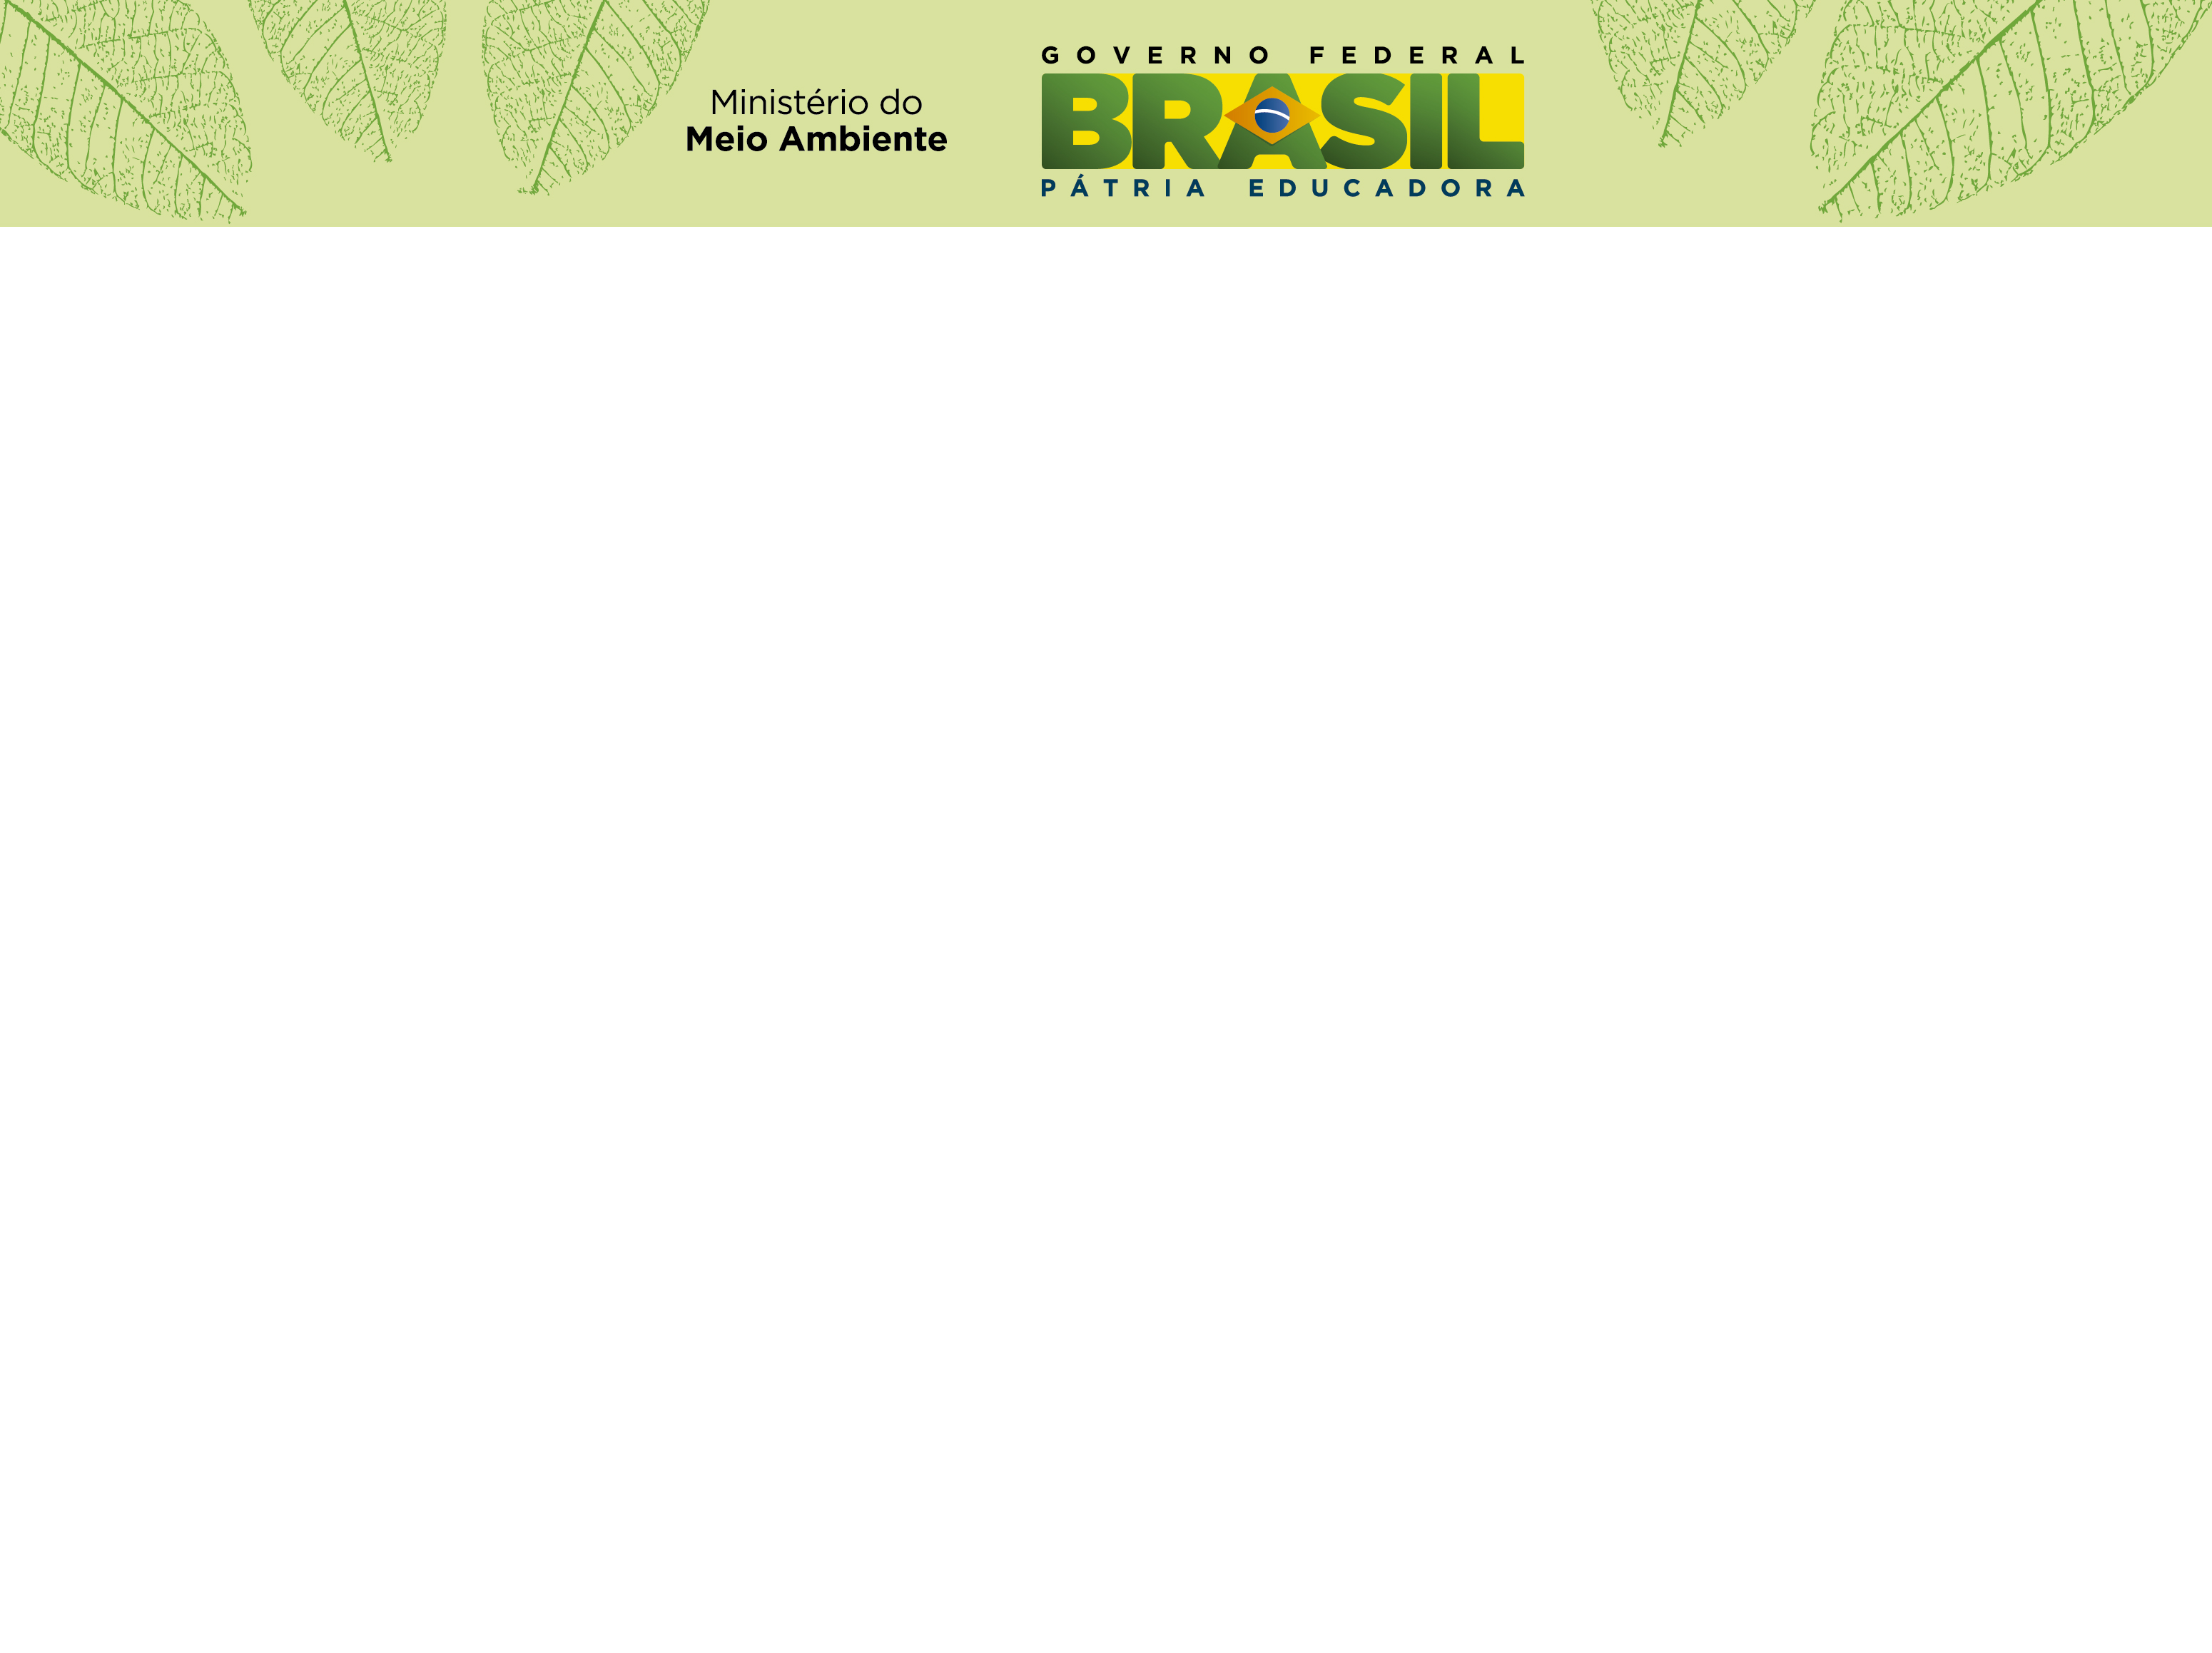 Ministério do
Meio Ambiente
GOVERNO FEDERAL
BRASIL
PÁTRIA EDUCADORA